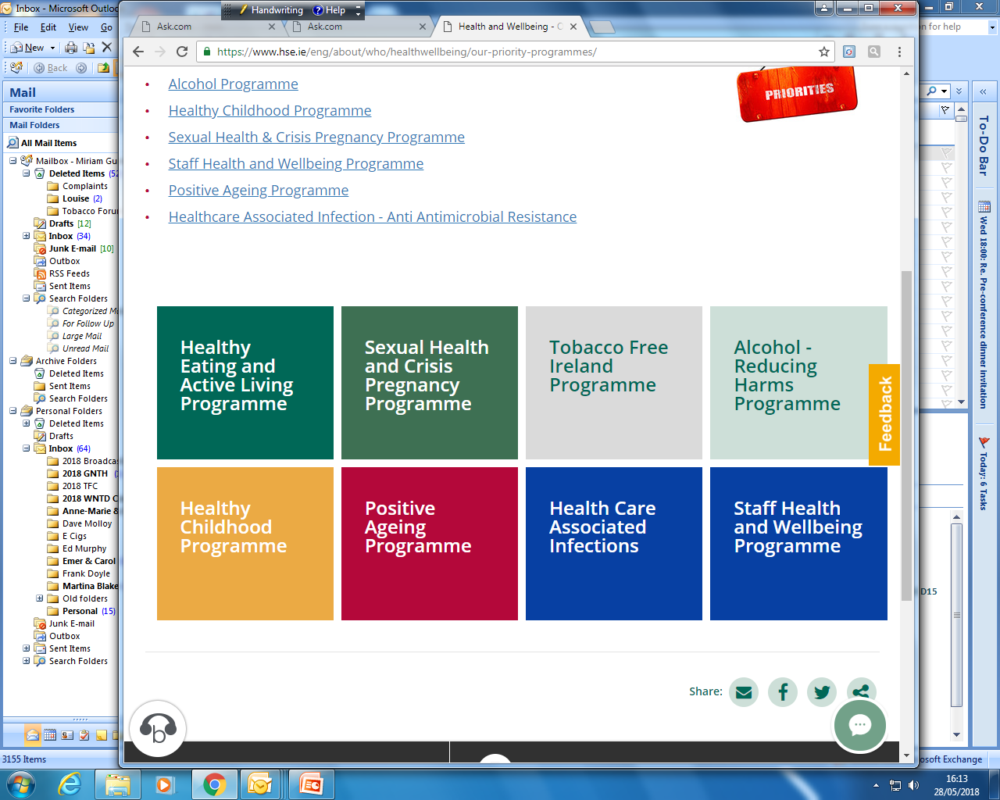 Inbox - Microsoft Outloo
Handwriting
Help
File Edit View Go
New
Back
Mail
Favorite Folders
Mail Folders
All Mail Items
Mailbox - Miriam Gu
Deleted Items (52
Complaints
Louise (2)
Tobacco Foru
Drafts [12]
Inbox (34)
Junk E-mail [10]
Outbox
RSS Feeds
Sent Items
Search Folders
Categorized Ma
For Follow Up
Large Mail
Unread Mail
Archive Folders
Deleted Items
Sent Items
Search Folders
Personal Folders
Deleted Items
Drafts
Inbox (64)
2018 Broadcas
2018 GNTH
2018 TFC
2018 WNTD C
Anne-Marie &
Dave Molloy
E Cigs
Ed Murphy
Emer & Carol
Frank Doyle
Martina Blake
Old folders
Personal (15)
Junk E-mail
Outbox
Sent Items
Search Folders
3155 Items
Ask.com
Ask.com
Health and Wellbeing -
https://www.hse.ie/eng/about/who/healthwellbeing/our-priority-programmes/
• Alcohol Programme
• Healthy Childhood Programme
• Sexual Health & Crisis Pregnancy Programme
• Staff Health and Wellbeing Programme
• Positive Ageing Programme
• Healthcare Associated Infection - Anti Antimicrobial Resistance
PRIORITIES
Healthy
Eating and
Active Living
Programme
Sexual Health
and Crisis
Pregnancy
Programme
Tobacco Free
Ireland
Programme
Alcohol -
Reducing
Harms
Programme
Feedback
Healthy
Childhood
Programme
Positive
Ageing
Programme
Health Care
Associated
Infections
Staff Health
and Wellbeing
Programme
Share:
b
n for help
To-Do Bar
Wed 18:00: Re. Pre-conference dinner invitation
Today: 6 Tasks
D15
osoft Exchange
16:13
28/05/2018